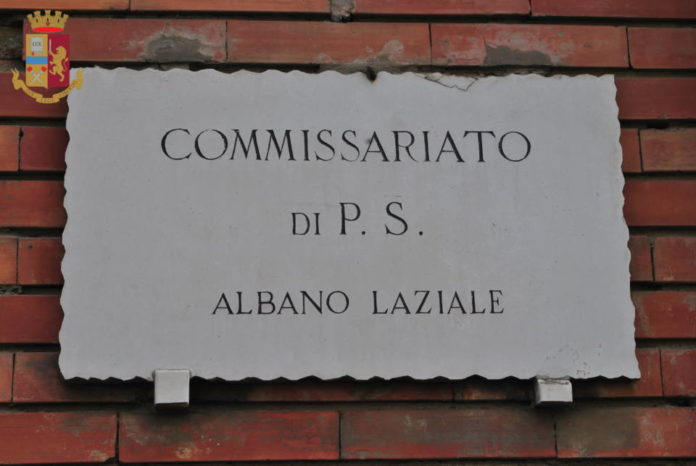 COMMISSARIATO
DI P. S.
ALBANO LAZIALE